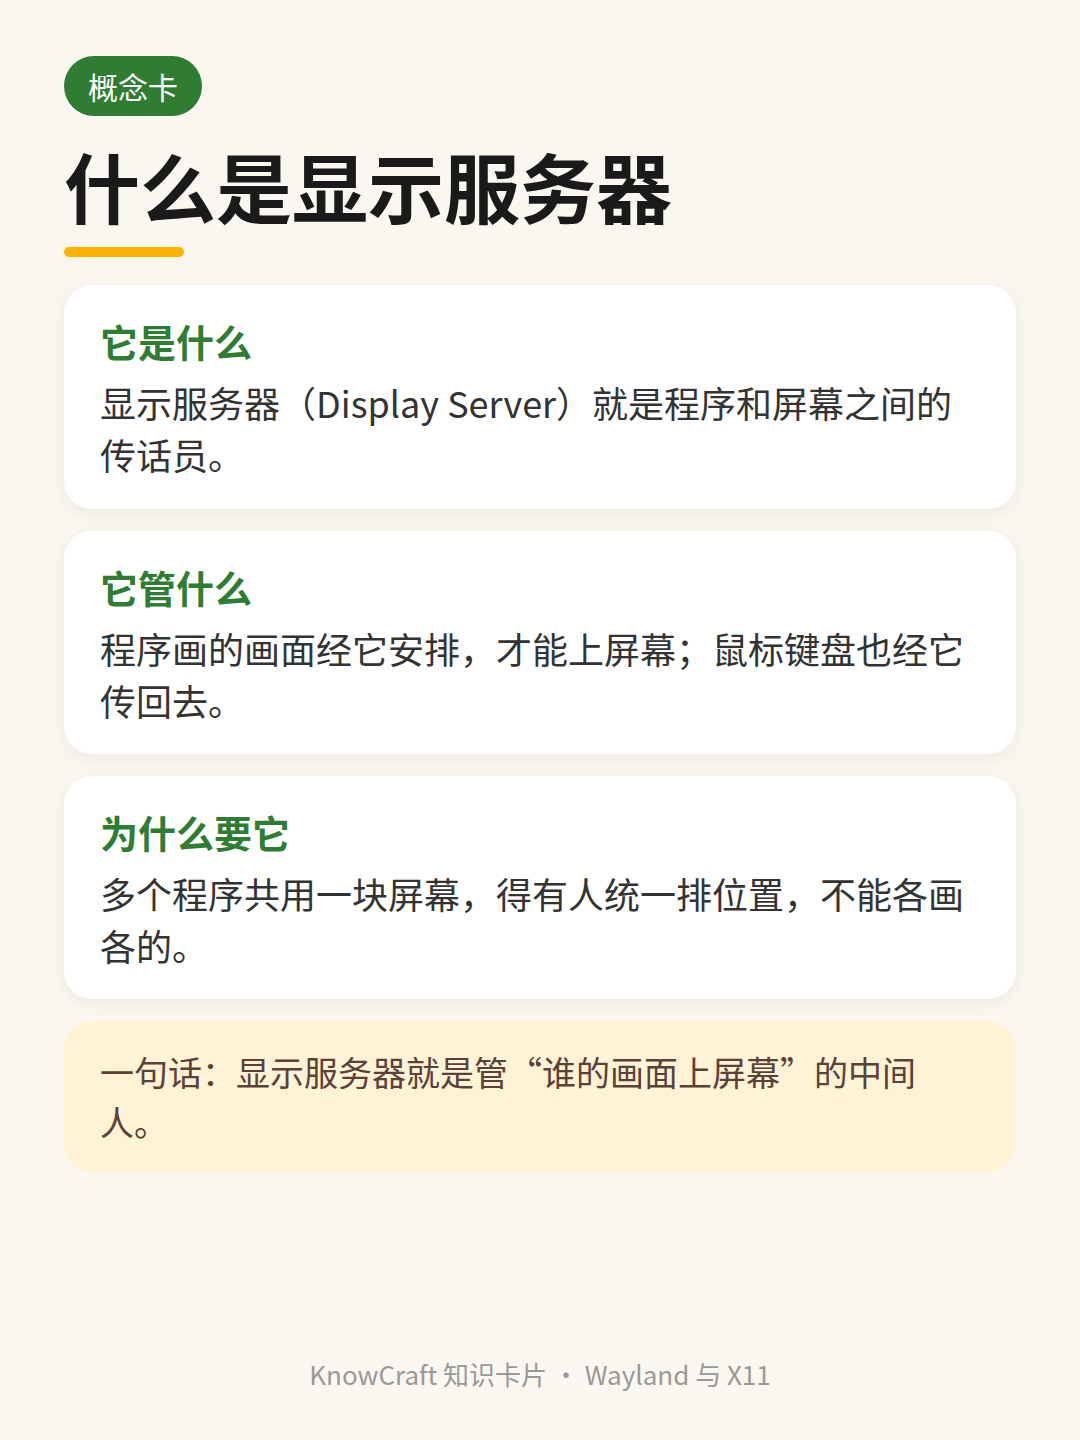 概念卡
什么是显示服务器
它是什么
显示服务器（Display Server）就是程序和屏幕之间的
传话员。
它管什么
程序画的画面经它安排，才能上屏幕；鼠标键盘也经它
传回去。
为什么要它
多个程序共用一块屏幕，得有人统一排位置，不能各画
各的。
一句话：显示服务器就是管“谁的画面上屏幕”的中间
人。
KnowCraft 知识卡片 · Wayland 与 X11